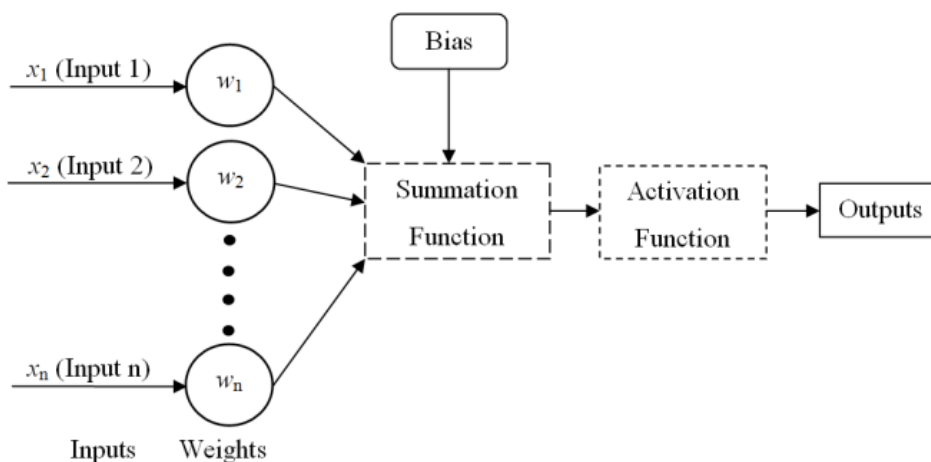 Bias
x₁ (Input 1)
w₁
x₂ (Input 2)
w₂
Summation
Function
Activation
Function
Outputs
xₙ (Input n)
wₙ
Inputs
Weights